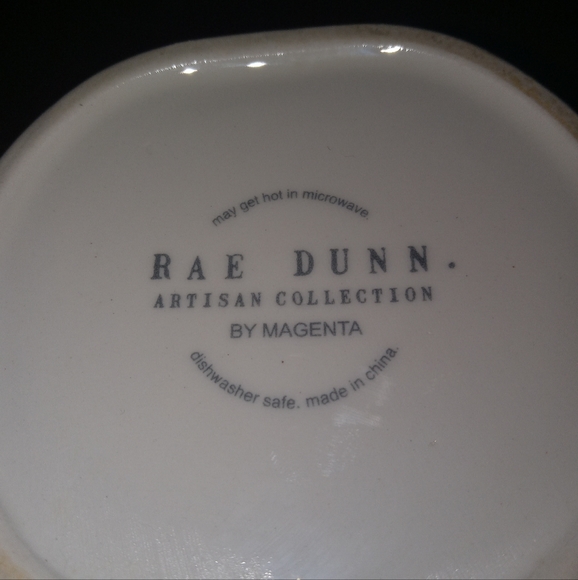 may get hot in microwave.
RAE DUNN.
ARTISAN COLLECTION
BY MAGENTA
dishwasher safe. made in china.